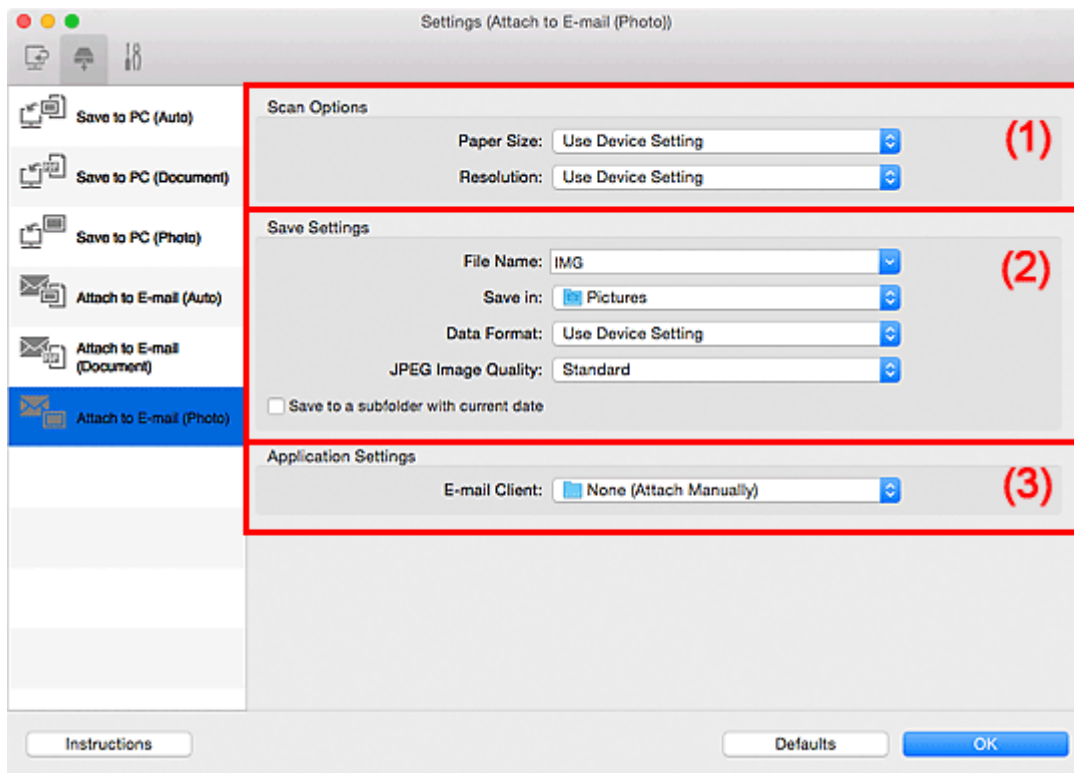 Settings (Attach to E-mail (Photo))
Save to PC (Auto)
Save to PC (Document)
Save to PC (Photo)
Attach to E-mail (Auto)
Attach to E-mail
(Document)
Attach to E-mail (Photo)
Scan Options
(1)
Paper Size: Use Device Setting
Resolution: Use Device Setting
Save Settings
(2)
File Name: IMG
Save in: Pictures
Data Format: Use Device Setting
JPEG Image Quality: Standard
Save to a subfolder with current date
Application Settings
(3)
E-mail Client: None (Attach Manually)
Instructions
Defaults
OK